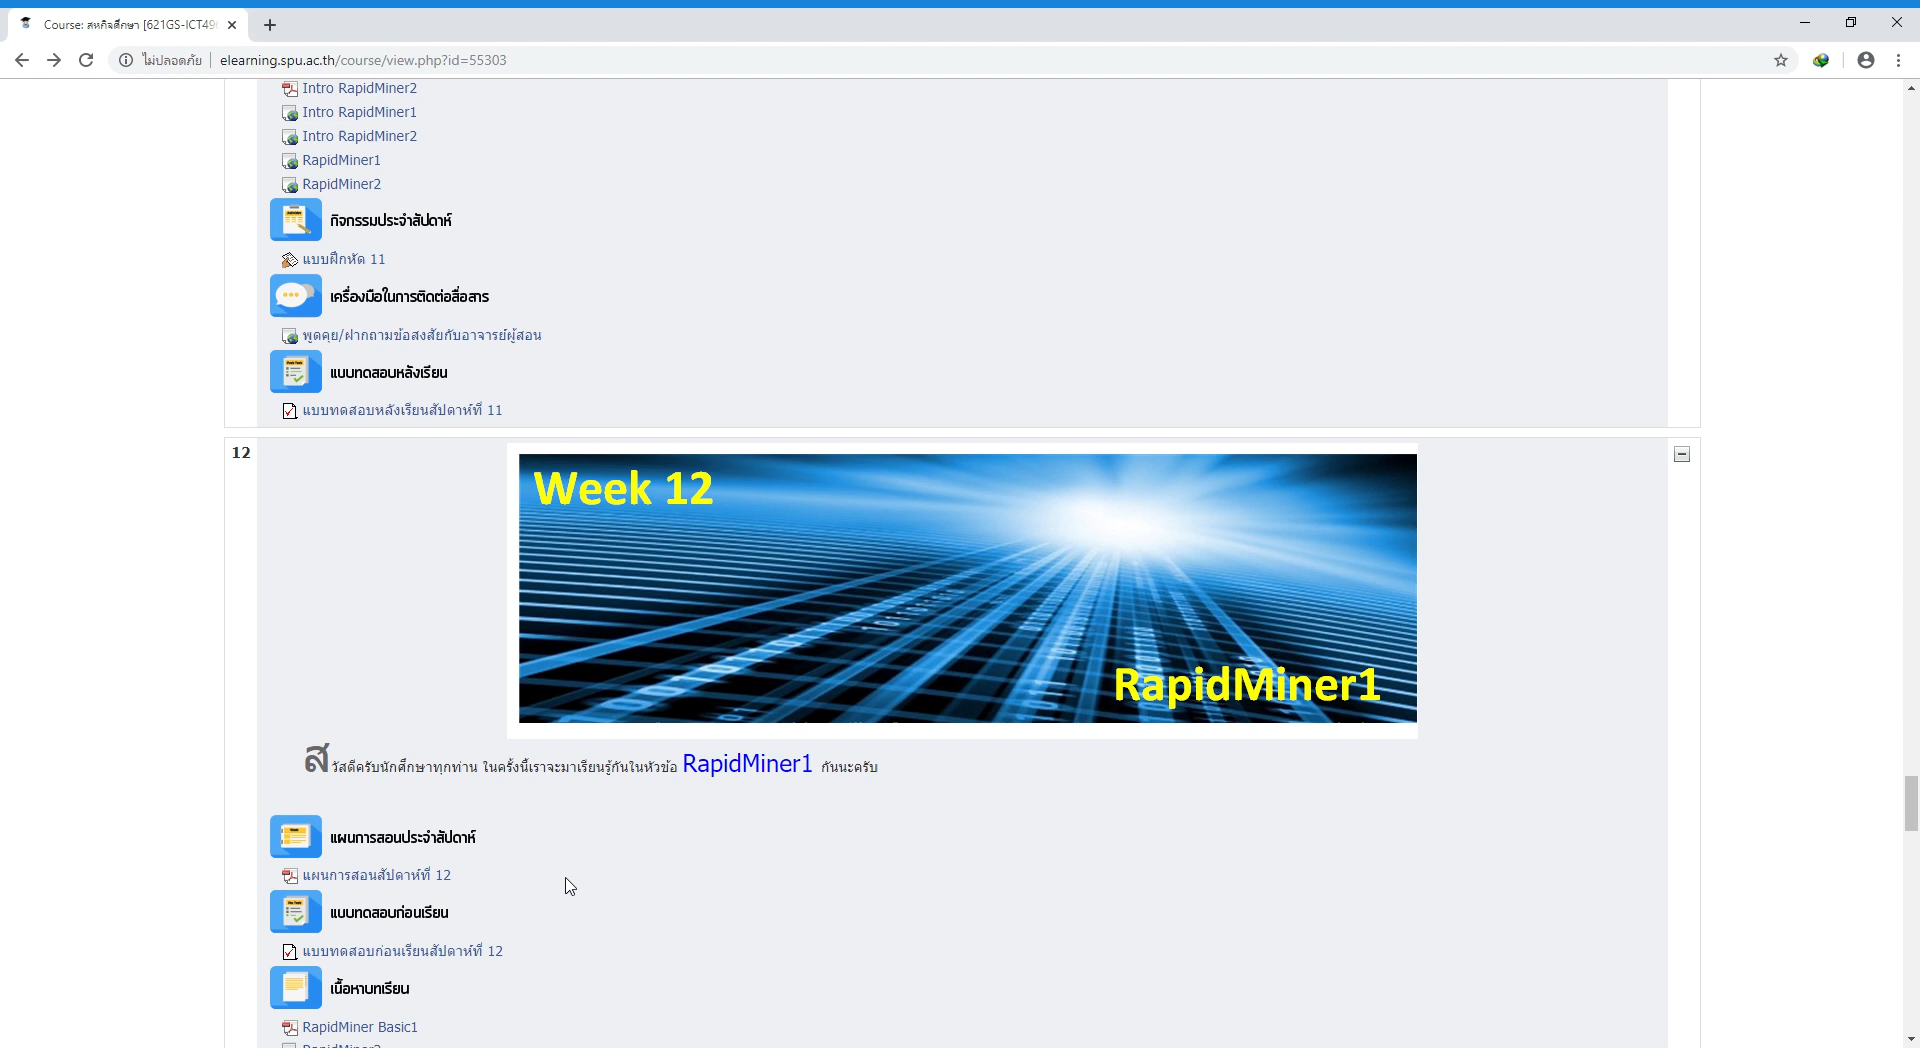 Course: สหกิจศึกษา [621GS-ICT49
ไม่ปลอดภัย | elearning.spu.ac.th/course/view.php?id=55303
Intro RapidMiner2
Intro RapidMiner1
Intro RapidMiner2
RapidMiner1
RapidMiner2
กิจกรรมประจำสัปดาห์
แบบฝึกหัด 11
เครื่องมือในการติดต่อสื่อสาร
พูดคุย/ฝากถามข้อสงสัยกับอาจารย์ผู้สอน
แบบทดสอบหลังเรียน
แบบทดสอบหลังเรียนสัปดาห์ที่ 11
12
Week 12
RapidMiner1
สวัสดีครับนักศึกษาทุกท่าน ในครั้งนี้เราจะมาเรียนรู้กันในหัวข้อ RapidMiner1 กันนะครับ
แผนการสอนประจำสัปดาห์
แผนการสอนสัปดาห์ที่ 12
แบบทดสอบก่อนเรียน
แบบทดสอบก่อนเรียนสัปดาห์ที่ 12
เนื้อหาบทเรียน
RapidMiner Basic1
RapidMiner2